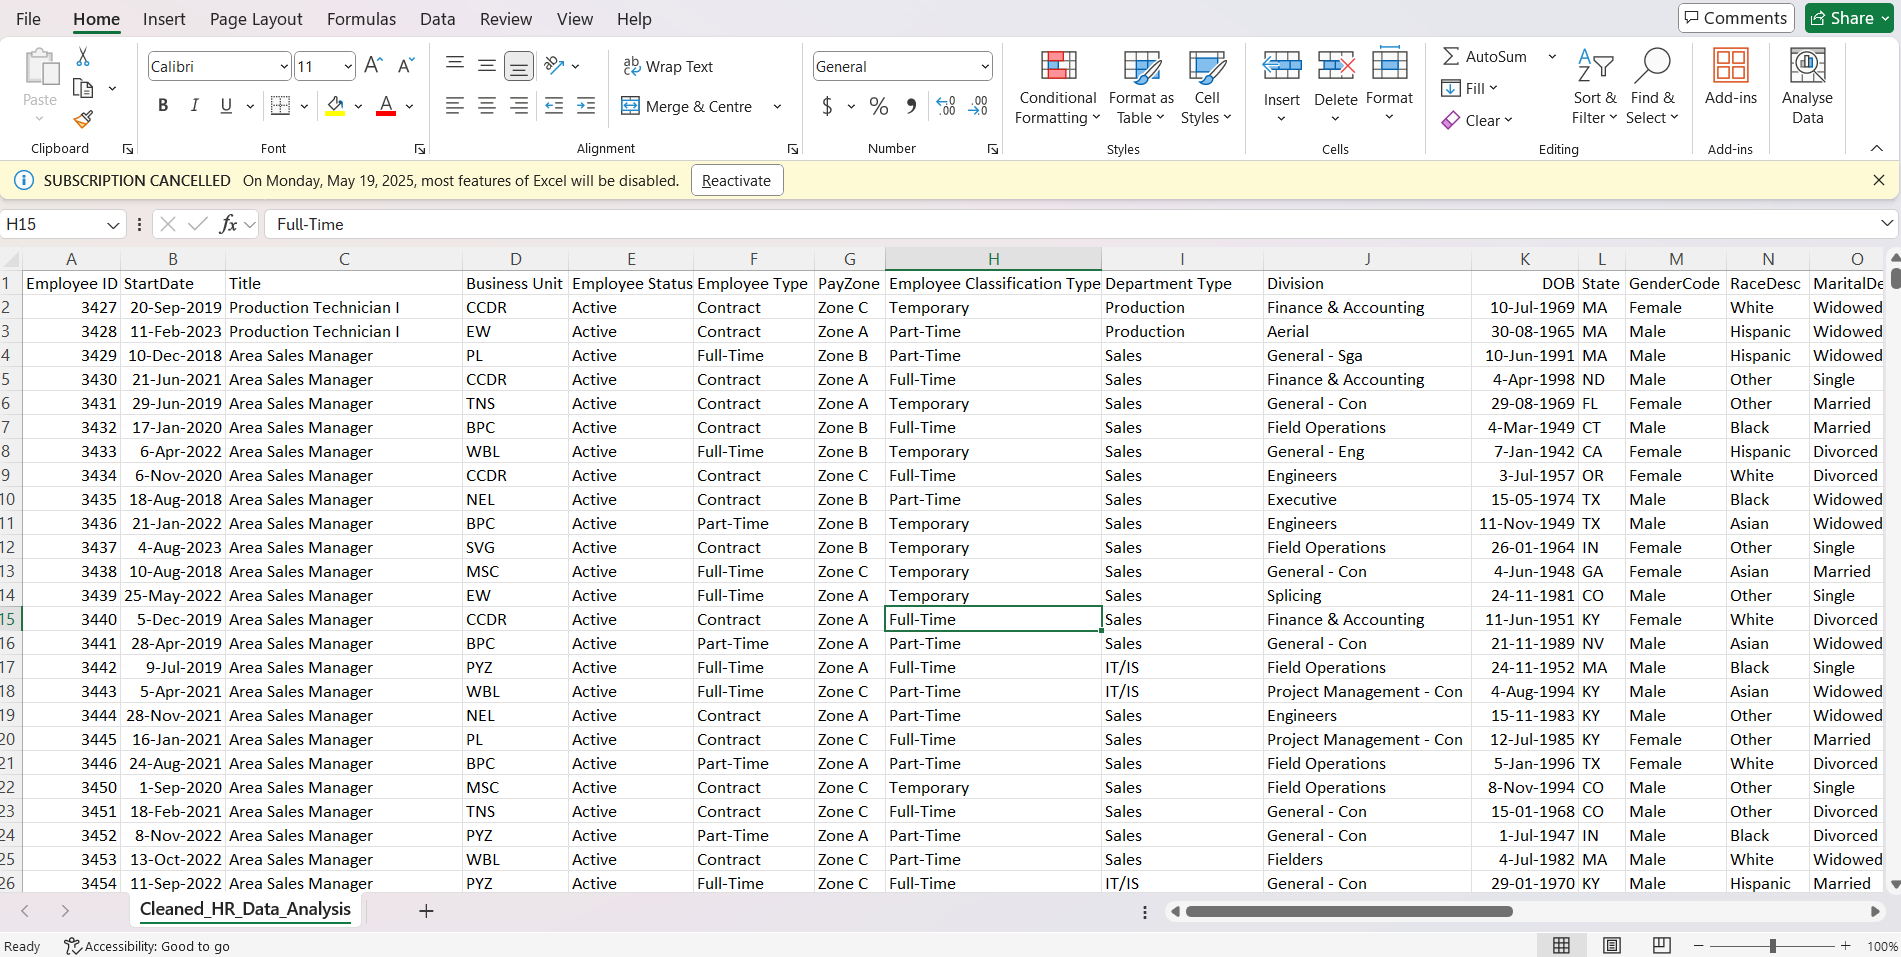 File Home Insert Page Layout Formulas Data Review View Help Comments Share
Paste Calibri 11 Wrap Text General Conditional Formatting Format as Table Cell Styles Insert Delete Format AutoSum Fill Clear Sort & Filter Find & Select Add-ins Analyse Data
B I U A Merge & Centre $ %
Clipboard Font Alignment Number Styles Cells Editing Add-ins
SUBSCRIPTION CANCELLED On Monday, May 19, 2025, most features of Excel will be disabled. Reactivate
H15 fx Full-Time
A B C D E F G H I J K L M N O
1 Employee ID StartDate Title Business Unit Employee Status Employee Type PayZone Employee Classification Type Department Type Division DOB State GenderCode RaceDesc MaritalDe
2 3427 20-Sep-2019 Production Technician I CCDR Active Contract Zone C Temporary Production Finance & Accounting 10-Jul-1969 MA Female White Widowed
3 3428 11-Feb-2023 Production Technician I EW Active Contract Zone A Part-Time Production Aerial 30-08-1965 MA Male Hispanic Widowed
4 3429 10-Dec-2018 Area Sales Manager PL Active Full-Time Zone B Part-Time Sales General - Sga 10-Jun-1991 MA Male Hispanic Widowed
5 3430 21-Jun-2021 Area Sales Manager CCDR Active Contract Zone A Full-Time Sales Finance & Accounting 4-Apr-1998 ND Male Other Single
6 3431 29-Jun-2019 Area Sales Manager TNS Active Contract Zone A Temporary Sales General - Con 29-08-1969 FL Female Other Married
7 3432 17-Jan-2020 Area Sales Manager BPC Active Contract Zone B Full-Time Sales Field Operations 4-Mar-1949 CT Male Black Married
8 3433 6-Apr-2022 Area Sales Manager WBL Active Full-Time Zone B Temporary Sales General - Eng 7-Jan-1942 CA Female Hispanic Divorced
9 3434 6-Nov-2020 Area Sales Manager CCDR Active Contract Zone C Full-Time Sales Engineers 3-Jul-1957 OR Female White Divorced
10 3435 18-Aug-2018 Area Sales Manager NEL Active Contract Zone B Part-Time Sales Executive 15-05-1974 TX Male Black Widowed
11 3436 21-Jan-2022 Area Sales Manager BPC Active Part-Time Zone B Temporary Sales Engineers 11-Nov-1949 TX Male Asian Widowed
12 3437 4-Aug-2023 Area Sales Manager SVG Active Contract Zone B Temporary Sales Field Operations 26-01-1964 IN Female Other Single
13 3438 10-Aug-2018 Area Sales Manager MSC Active Full-Time Zone C Temporary Sales General - Con 4-Jun-1948 GA Female Asian Married
14 3439 25-May-2022 Area Sales Manager EW Active Full-Time Zone A Temporary Sales Splicing 24-11-1981 CO Male Other Single
15 3440 5-Dec-2019 Area Sales Manager CCDR Active Contract Zone A Full-Time Sales Finance & Accounting 11-Jun-1951 KY Female White Divorced
16 3441 28-Apr-2019 Area Sales Manager BPC Active Part-Time Zone A Part-Time Sales General - Con 21-11-1989 NV Male Asian Widowed
17 3442 9-Jul-2019 Area Sales Manager PYZ Active Full-Time Zone A Full-Time IT/IS Field Operations 24-11-1952 MA Male Black Single
18 3443 5-Apr-2021 Area Sales Manager WBL Active Full-Time Zone C Part-Time IT/IS Project Management - Con 4-Aug-1994 KY Male Asian Widowed
19 3444 28-Nov-2021 Area Sales Manager NEL Active Contract Zone A Part-Time Sales Engineers 15-11-1983 KY Male Other Widowed
20 3445 16-Jan-2021 Area Sales Manager PL Active Contract Zone C Full-Time Sales Project Management - Con 12-Jul-1985 KY Female Other Married
21 3446 24-Aug-2021 Area Sales Manager BPC Active Part-Time Zone A Part-Time Sales Field Operations 5-Jan-1996 TX Female White Divorced
22 3450 1-Sep-2020 Area Sales Manager MSC Active Contract Zone C Temporary Sales Field Operations 8-Nov-1994 CO Male Other Single
23 3451 18-Feb-2021 Area Sales Manager TNS Active Contract Zone C Full-Time Sales General - Con 15-01-1968 CO Male Other Divorced
24 3452 8-Nov-2022 Area Sales Manager PYZ Active Part-Time Zone A Part-Time Sales General - Con 1-Jul-1947 IN Male Black Divorced
25 3453 13-Oct-2022 Area Sales Manager WBL Active Contract Zone C Part-Time Sales Fielders 4-Jul-1982 MA Male White Widowed
26 3454 11-Sep-2022 Area Sales Manager PYZ Active Full-Time Zone C Full-Time IT/IS General - Con 29-01-1970 KY Male Hispanic Married
Cleaned_HR_Data_Analysis
Ready Accessibility: Good to go 100%